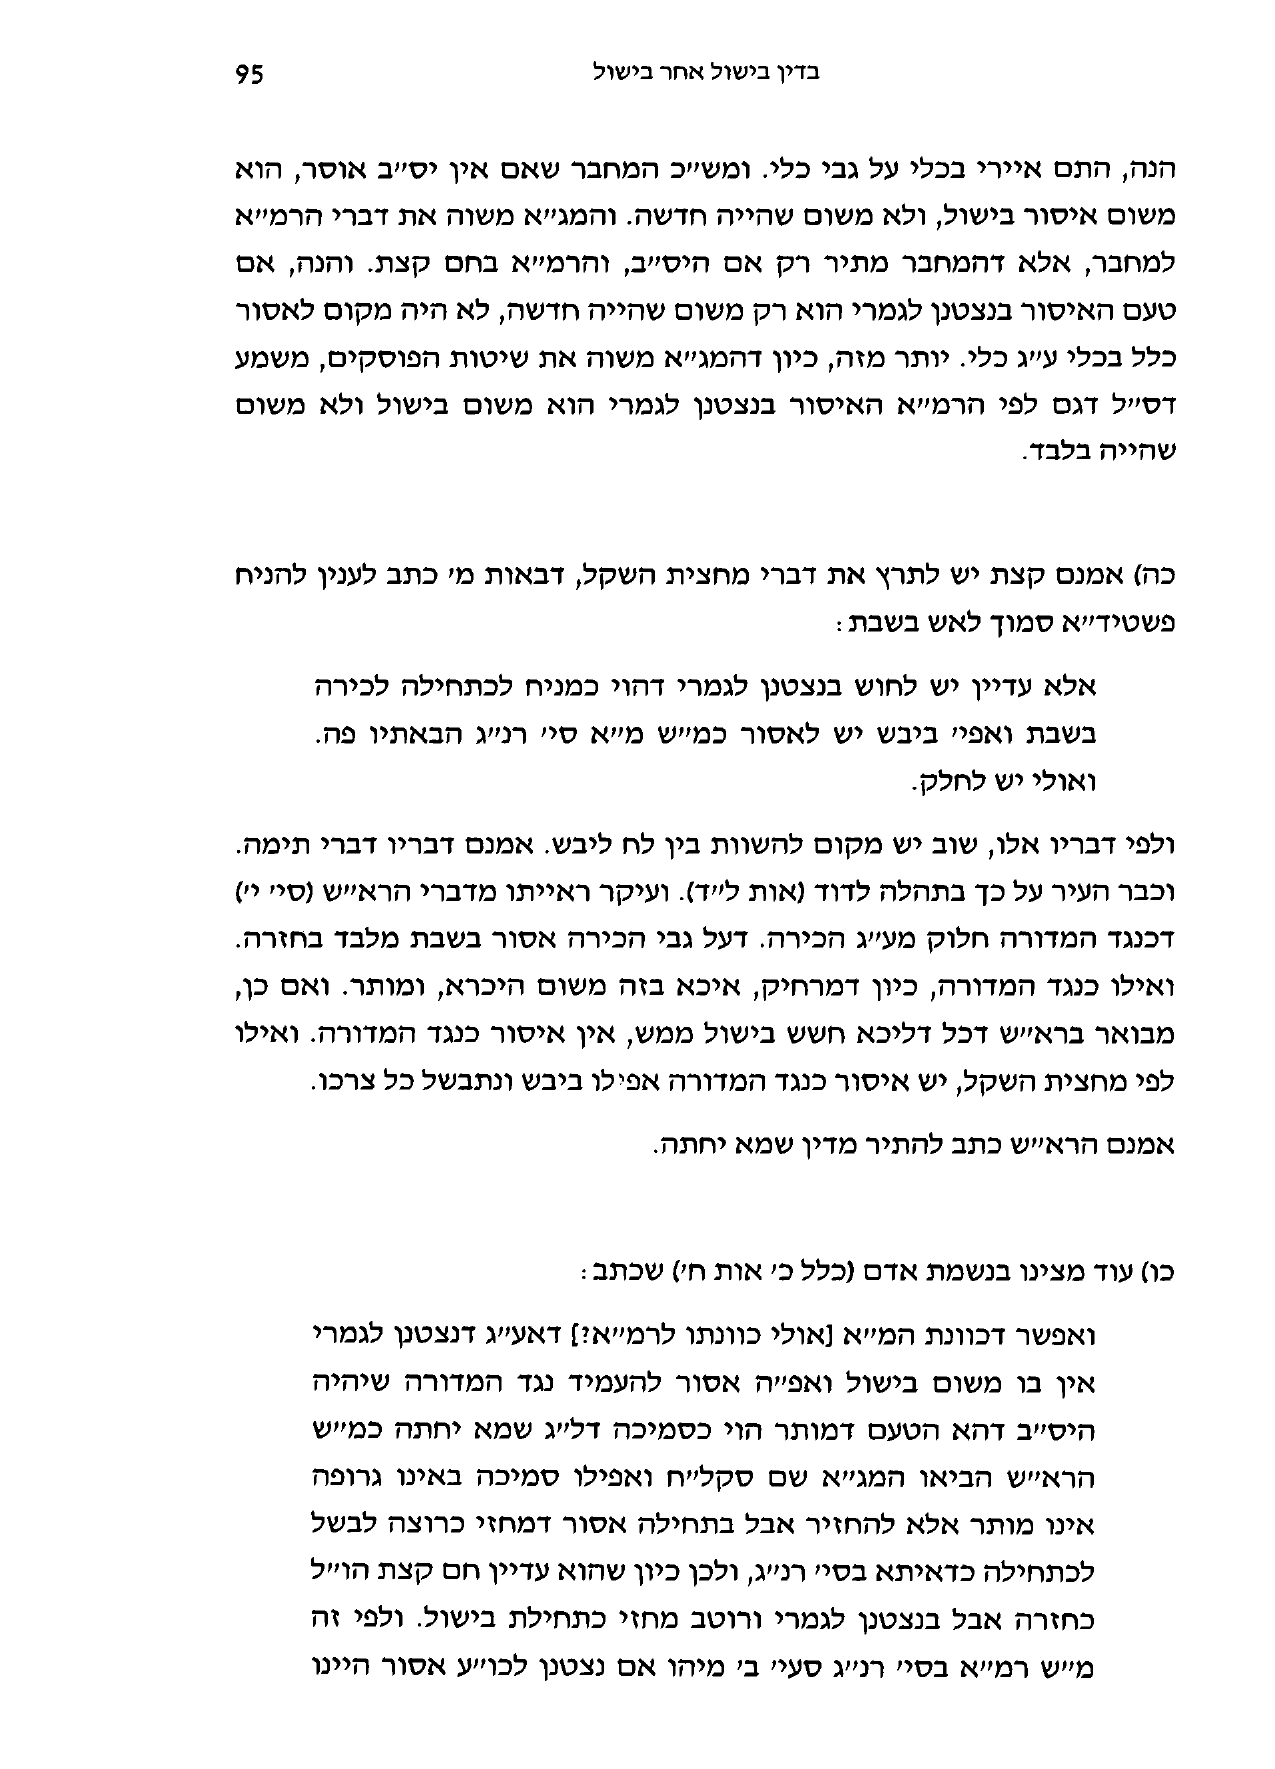 בדין בישול אחר בישול 95
הנה, התם איירי בכלי על גבי כלי. ומש״כ המחבר שאם אין יס״ב אוסר, הוא
משום איסור בישול, ולא משום שהייה חדשה. והמג״א משוה את דברי הרמ״א
למחבר, אלא דהמחבר מתיר רק אם היס״ב, והרמ״א בחם קצת. והנה, אם
טעם האיסור בנצטנן לגמרי הוא רק משום שהייה חדשה, לא היה מקום לאסור
כלל בכלי ע״ג כלי. יותר מזה, כיון דהמג״א משוה את שיטות הפוסקים, משמע
דס״ל דגם לפי הרמ״א האיסור בנצטנן לגמרי הוא משום בישול ולא משום
שהייה בלבד.
כה) אמנם קצת יש לתרץ את דברי מחצית השקל, דבאות מ׳ כתב לענין להניח
פשטיד״א סמוך לאש בשבת:
אלא עדיין יש לחוש בנצטנן לגמרי דהוי כמניח לכתחילה לכירה
בשבת ואפי׳ ביבש יש לאסור כמ״ש מ״א סי׳ רנ״ג הבאתיו פה.
ואולי יש לחלק.
ולפי דבריו אלו, שוב יש מקום להשוות בין לח ליבש. אמנם דבריו דברי תימה.
וכבר העיר על כך בתהלה לדוד (אות ל״ד). ועיקר ראייתו מדברי הרא״ש (סי׳ י׳)
דכנגד המדורה חלוק מע״ג הכירה. דעל גבי הכירה אסור בשבת מלבד בחזרה.
ואילו כנגד המדורה, כיון דמרחיק, איכא בזה משום היכרא, ומותר. ואם כן,
מבואר ברא״ש דכל דליכא חשש בישול ממש, אין איסור כנגד המדורה. ואילו
לפי מחצית השקל, יש איסור כנגד המדורה אפילו ביבש ונתבשל כל צרכו.
אמנם הרא״ש כתב להתיר מדין שמא יחתה.
כו) עוד מצינו בנשמת אדם (כלל כ׳ אות ח׳) שכתב:
ואפשר דכוונת המ״א [אולי כוונתו לרמ״א?] דאע״ג דנצטנן לגמרי
אין בו משום בישול ואפ״ה אסור להעמיד נגד המדורה שיהיה
היס״ב דהא הטעם דמותר הוי כסמיכה דל״ג שמא יחתה כמ״ש
הרא״ש הביאו המג״א שם סקל״ח ואפילו סמיכה באינו גרופה
אינו מותר אלא להחזיר אבל בתחילה אסור דמחזי כרוצה לבשל
לכתחילה כדאיתא בסי׳ רנ״ג, ולכן כיון שהוא עדיין חם קצת הו״ל
כחזרה אבל בנצטנן לגמרי ורוטב מחזי כתחילת בישול. ולפי זה
מ״ש רמ״א בסי׳ רנ״ג סעי׳ ב׳ מיהו אם נצטנן לכו״ע אסור היינו